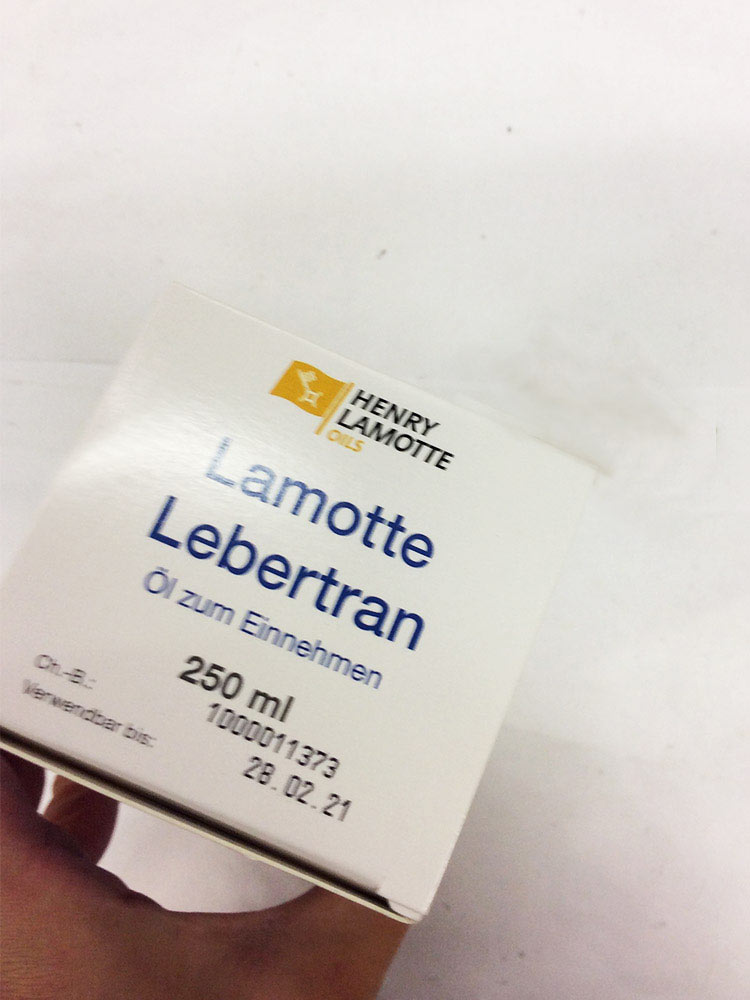 HENRY
LAMOTTE
OILS
Lamotte
Lebertran
Öl zum Einnehmen
250 ml
Ch.-B.: 1000011373
Verwendbar bis: 28.02.21